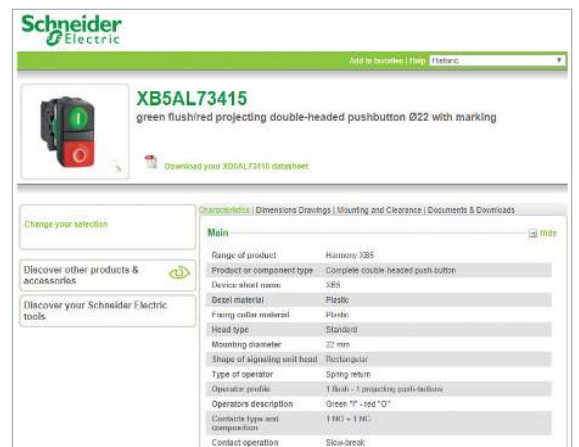 Schneider
Electric
Add to favorites | Help Historic
XB5AL73415
green flush/red projecting double-headed pushbutton Ø22 with marking
Download your XB5AL73415 datasheet
Change your selection
Discover other products &
accessories
Discover your Schneider Electric
tools
Characteristics | Dimensions Drawings | Mounting and Clearance | Documents & Downloads
Main Hide
Range of product Harmony XB5
Product or component type Complete double-headed push-button
Device short name XB5
Bezel material Plastic
Fixing collar material Plastic
Head type Standard
Mounting diameter 22 mm
Shape of signaling unit head Rectangular
Type of operator Spring return
Operator profile 1 flush - 1 projecting push-buttons
Operators description Green "I" - red "O"
Contacts type and
composition 1 NO + 1 NC
Contact operation Slow-break